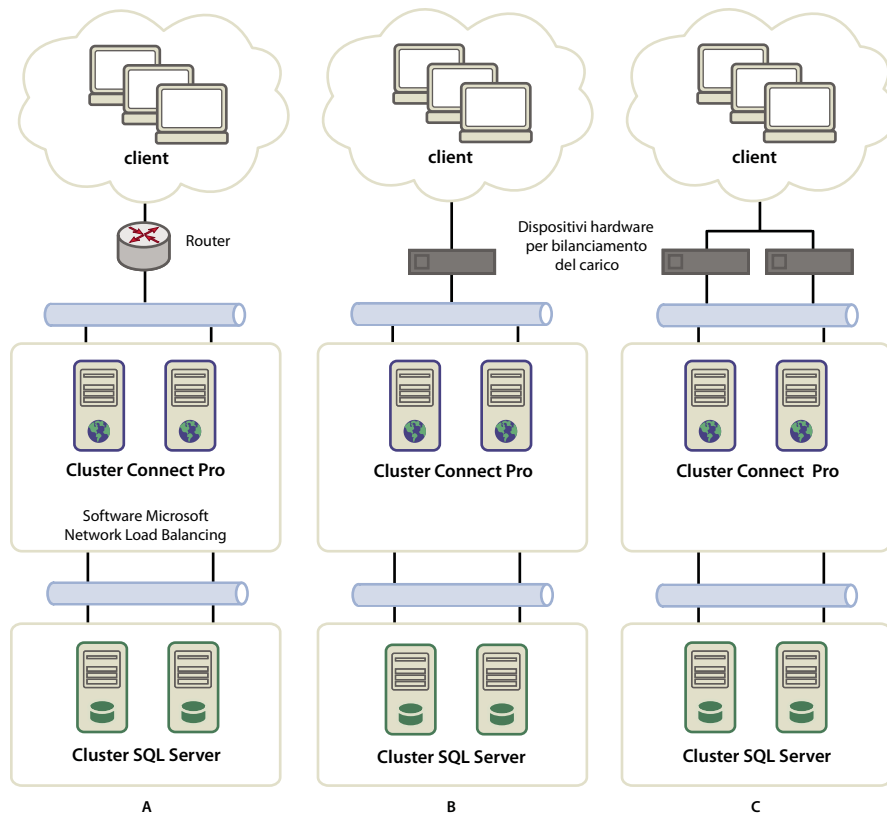 client
client
client
Router
Dispositivi hardware
per bilanciamento
del carico
Cluster Connect Pro
Cluster Connect Pro
Cluster Connect Pro
Software Microsoft
Network Load Balancing
Cluster SQL Server
Cluster SQL Server
Cluster SQL Server
A
B
C